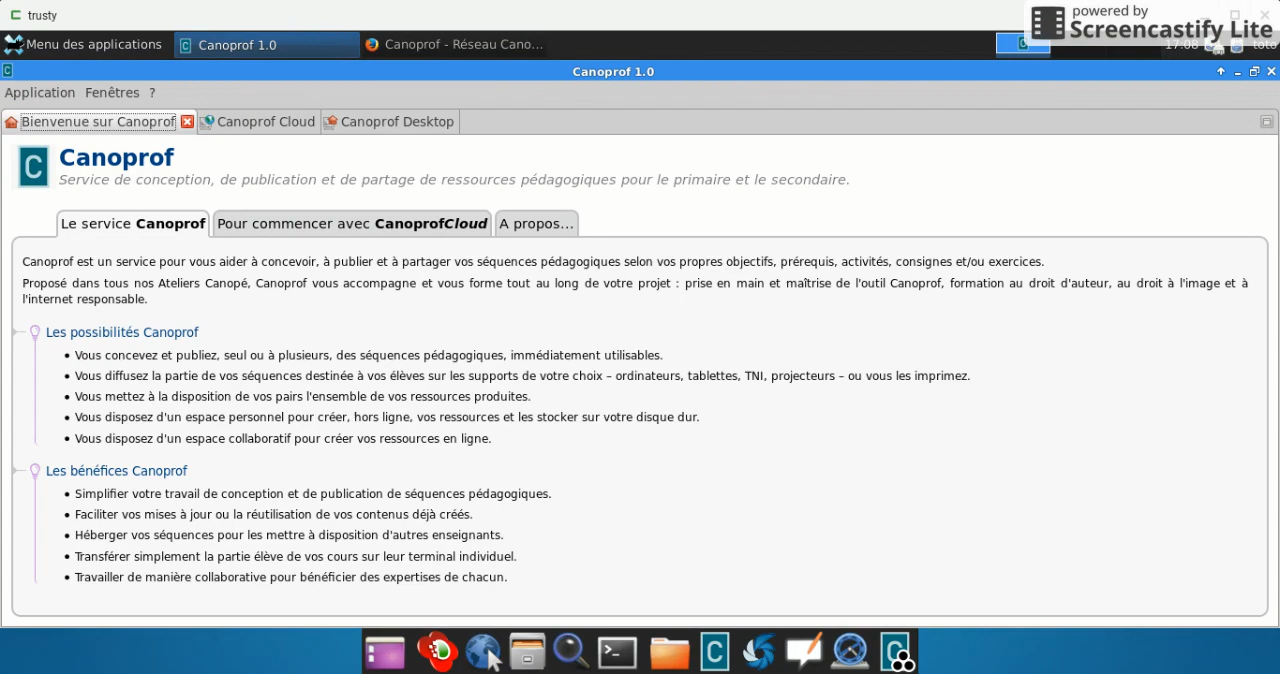 trusty
powered by
Screencastify Lite
Menu des applications
Canoprof 1.0
Canoprof - Réseau Cano...
17:08
toto
Canoprof 1.0
Application Fenêtres ?
Bienvenue sur Canoprof
Canoprof Cloud
Canoprof Desktop
C
Canoprof
Service de conception, de publication et de partage de ressources pédagogiques pour le primaire et le secondaire.
Le service Canoprof
Pour commencer avec CanoprofCloud
A propos...
Canoprof est un service pour vous aider à concevoir, à publier et à partager vos séquences pédagogiques selon vos propres objectifs, prérequis, activités, consignes et/ou exercices.
Proposé dans tous nos Ateliers Canopé, Canoprof vous accompagne et vous forme tout au long de votre projet : prise en main et maîtrise de l'outil Canoprof, formation au droit d'auteur, au droit à l'image et à
l'internet responsable.
Les possibilités Canoprof
• Vous concevez et publiez, seul ou à plusieurs, des séquences pédagogiques, immédiatement utilisables.
• Vous diffusez la partie de vos séquences destinée à vos élèves sur les supports de votre choix – ordinateurs, tablettes, TNI, projecteurs – ou vous les imprimez.
• Vous mettez à la disposition de vos pairs l'ensemble de vos ressources produites.
• Vous disposez d'un espace personnel pour créer, hors ligne, vos ressources et les stocker sur votre disque dur.
• Vous disposez d'un espace collaboratif pour créer vos ressources en ligne.
Les bénéfices Canoprof
• Simplifier votre travail de conception et de publication de séquences pédagogiques.
• Faciliter vos mises à jour ou la réutilisation de vos contenus déjà créés.
• Héberger vos séquences pour les mettre à disposition d'autres enseignants.
• Transférer simplement la partie élève de vos cours sur leur terminal individuel.
• Travailler de manière collaborative pour bénéficier des expertises de chacun.